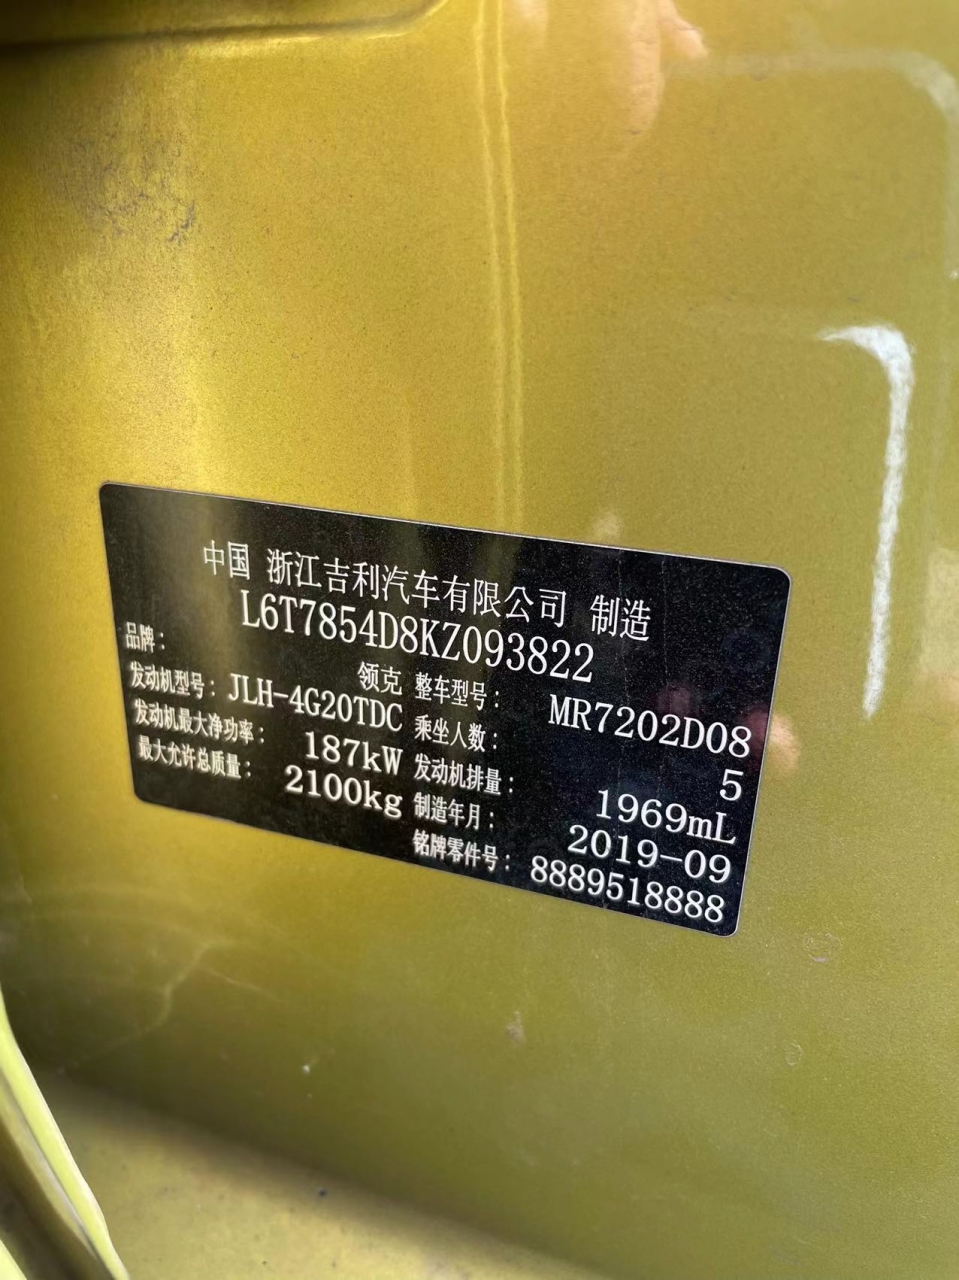 中国 浙江吉利汽车有限公司 制造
L6T7854D8KZ093822
品牌： 领克 整车型号： MR7202D08
发动机型号：JLH-4G20TDC 乘坐人数： 5
发动机最大净功率： 187kW 发动机排量： 1969mL
最大允许总质量： 2100kg 制造年月： 2019-09
铭牌零件号： 8889518888